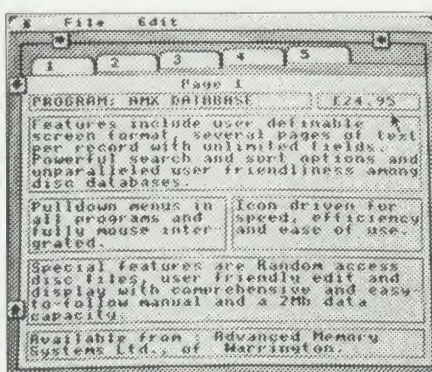 File Edit
1 2 3 4 5
Page 1
PROGRAM: AMX DATABASE £24.95
Features include user definable
screen format, several pages of text
per record with unlimited fields.
Powerful search and sort options and
unparalleled user friendliness among
disc databases.
Pulldown menus in
all programs and
fully mouse inter-
grated.
Icon driven for
speed, efficiency
and ease of use.
Special features are Random access
disc files, user friendly edit and
display with comprehensive and easy-
to-follow manual and a 2Mb data
capacity.
Available from, Advanced Memory
Systems Ltd., of Warrington.